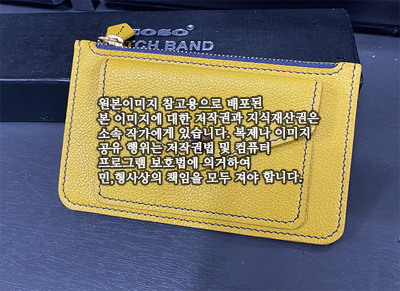 OSO
CH BAND
원본이미지 참고용으로 배포된
본 이미지에 대한 저작권과 지식재산권은
소속 작가에게 있습니다. 복제나 이미지
공유 행위는 저작권법 및 컴퓨터
프로그램 보호법에 의거하여
민,형사상의 책임을 모두 져야 합니다.